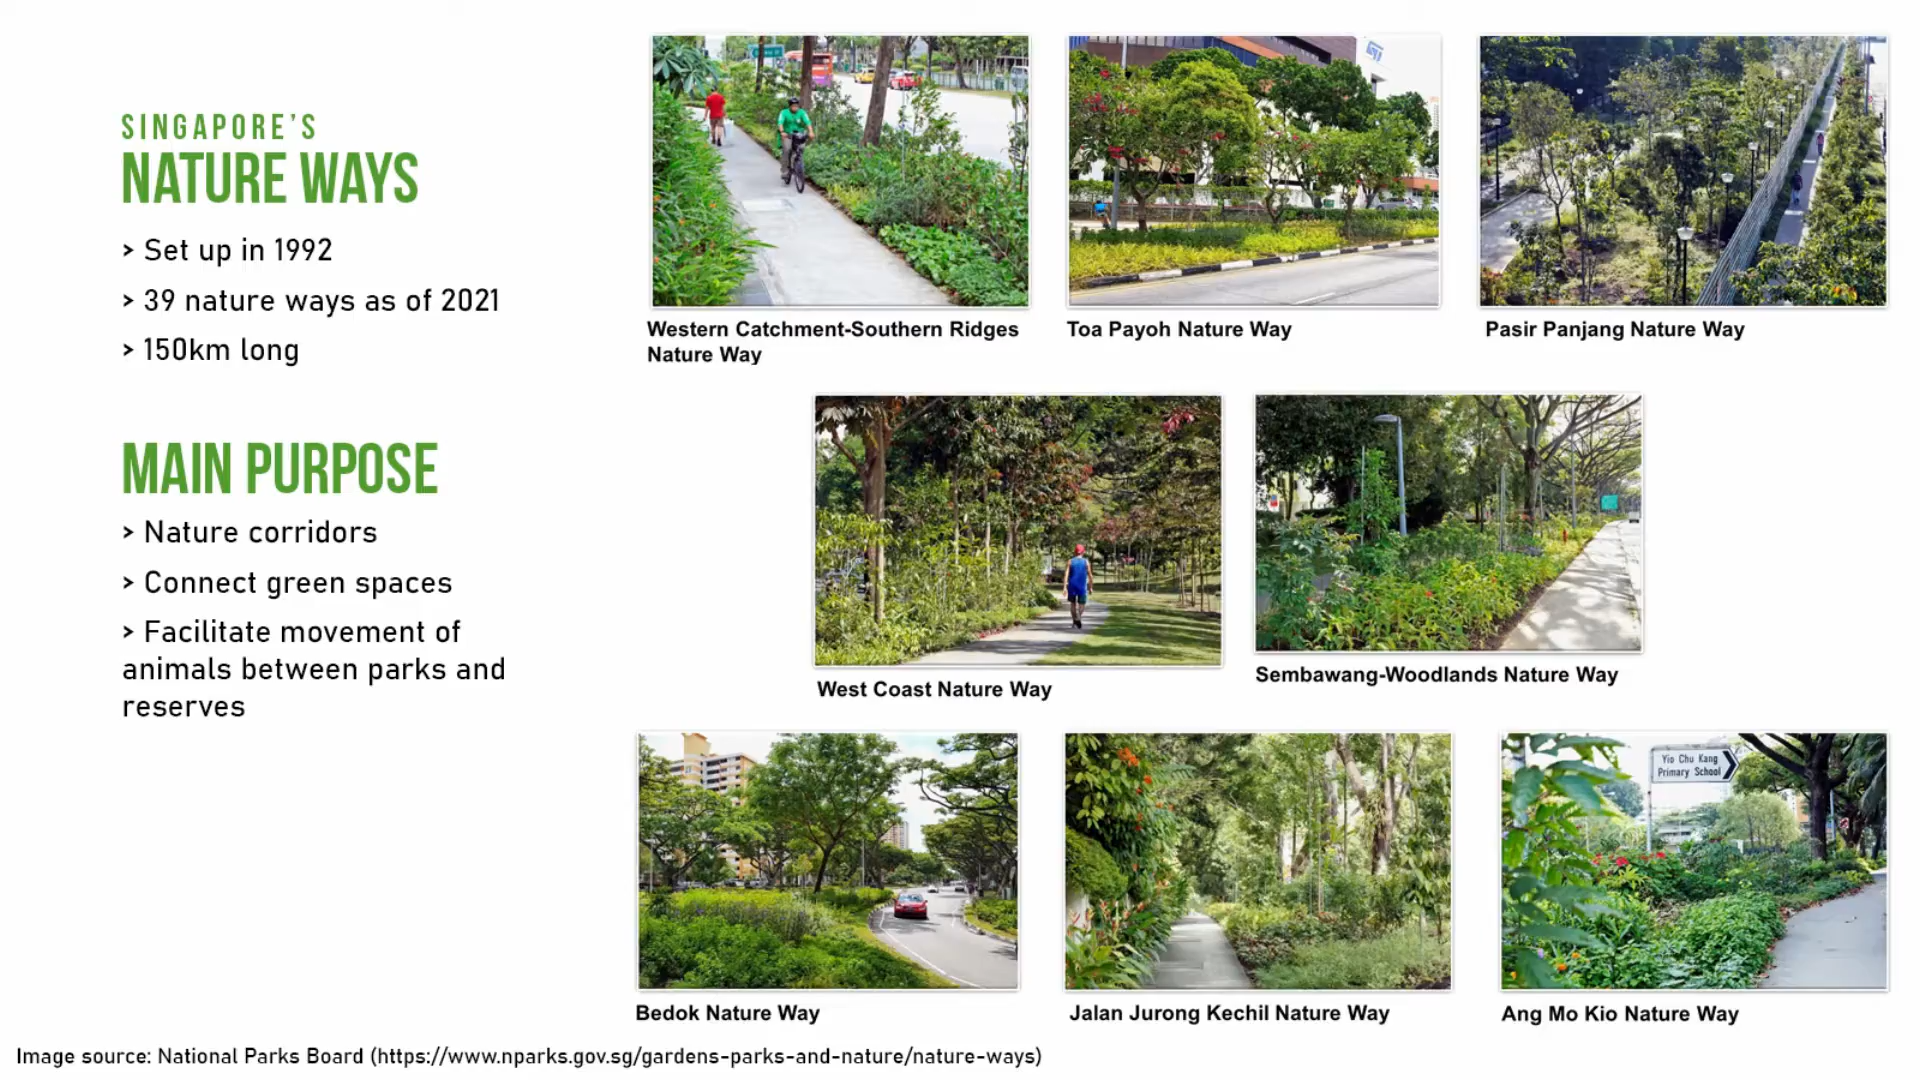 SINGAPORE'S
NATURE WAYS
> Set up in 1992
> 39 nature ways as of 2021
> 150km long
MAIN PURPOSE
> Nature corridors
> Connect green spaces
> Facilitate movement of
animals between parks and
reserves
Western Catchment-Southern Ridges
Nature Way
Toa Payoh Nature Way
Pasir Panjang Nature Way
West Coast Nature Way
Sembawang-Woodlands Nature Way
Yio Chu Kang
Primary School
Bedok Nature Way
Jalan Jurong Kechil Nature Way
Ang Mo Kio Nature Way
Image source: National Parks Board (https://www.nparks.gov.sg/gardens-parks-and-nature/nature-ways)